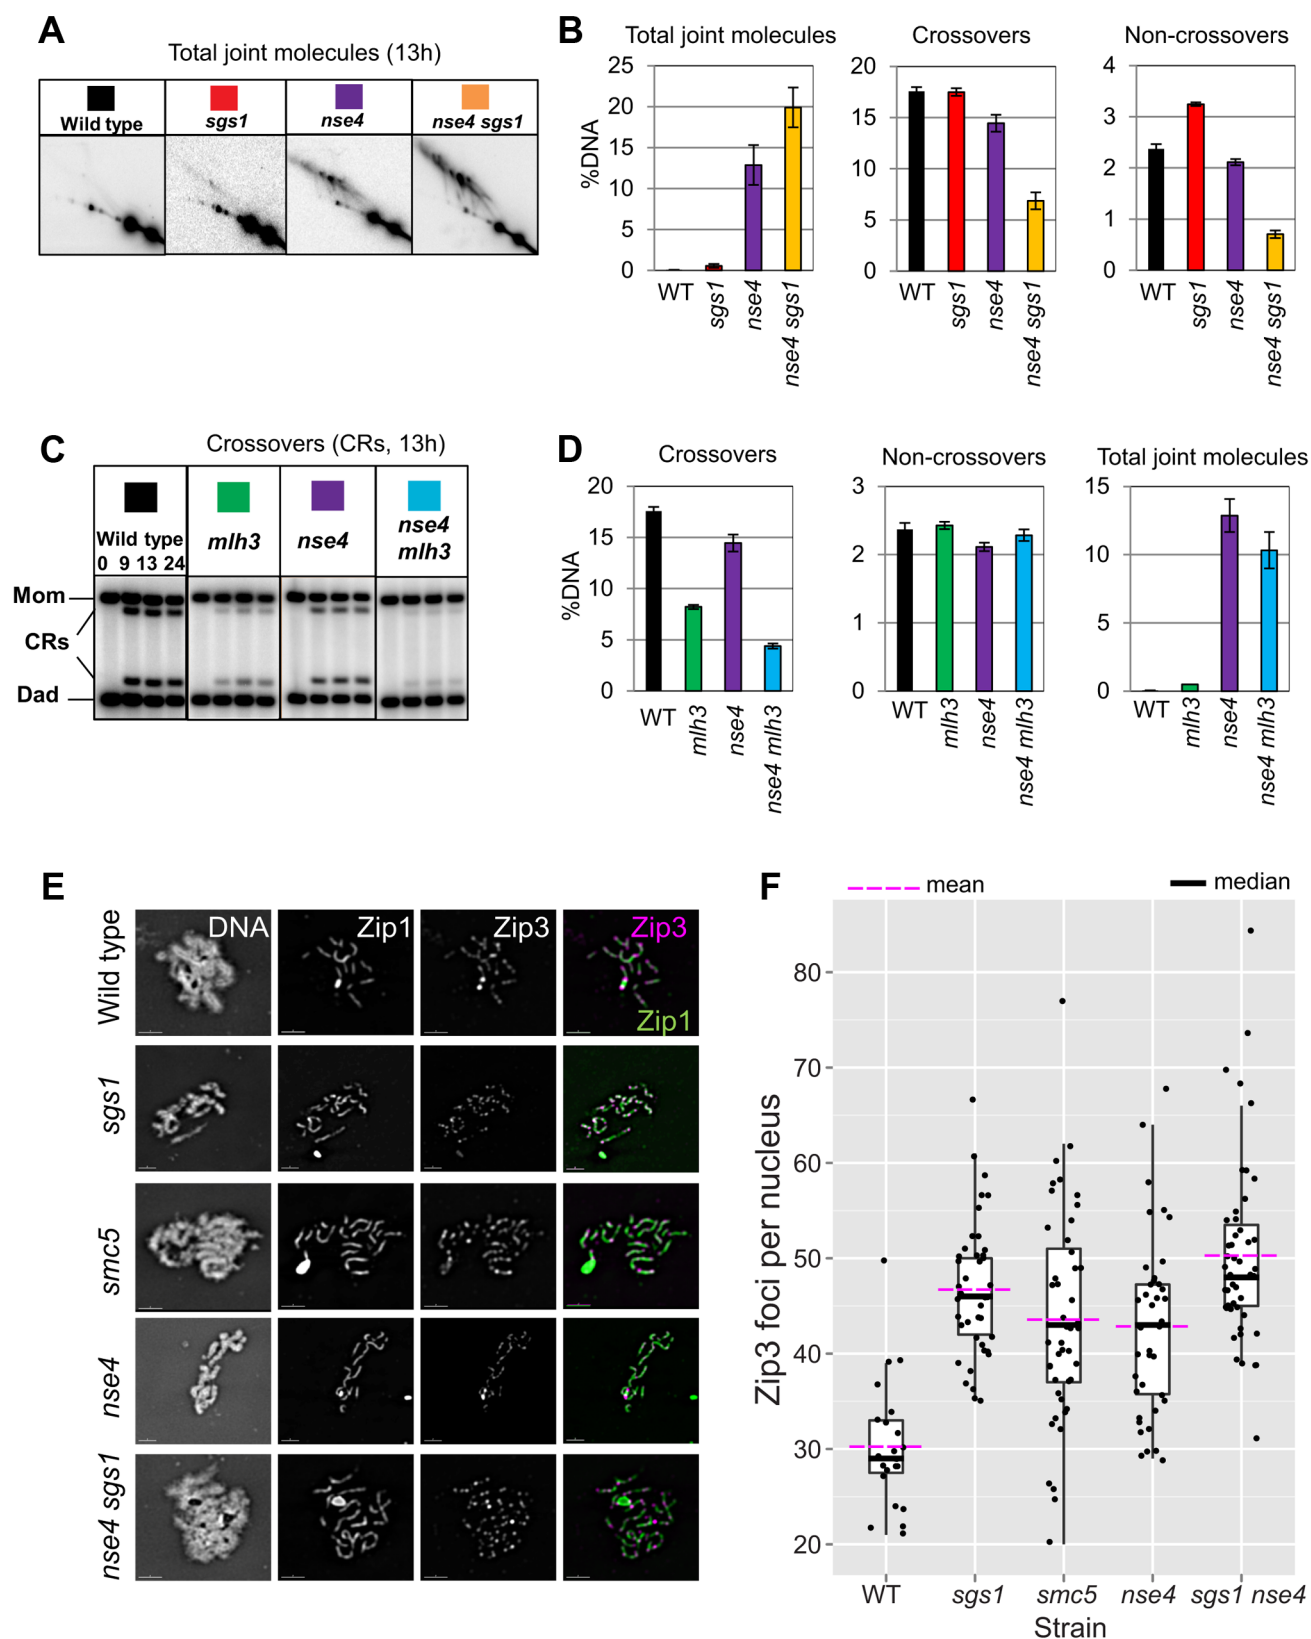 A
Total joint molecules (13h)
Wild type
sgs1
nse4
nse4 sgs1
B
Total joint molecules
Crossovers
Non-crossovers
%DNA
25
20
15
10
5
0
WT
sgs1
nse4
nse4 sgs1
20
15
10
5
0
WT
sgs1
nse4
nse4 sgs1
4
3
2
1
0
WT
sgs1
nse4
nse4 sgs1
C
Crossovers (CRs, 13h)
Wild type
0 9 13 24
mlh3
nse4
nse4
mlh3
Mom
CRs
Dad
D
Crossovers
Non-crossovers
Total joint molecules
%DNA
20
15
10
5
0
WT
mlh3
nse4
nse4 mlh3
3
2
1
0
WT
mlh3
nse4
nse4 mlh3
15
10
5
0
WT
mlh3
nse4
nse4 mlh3
E
DNA
Zip1
Zip3
Zip3
Zip1
Wild type
sgs1
smc5
nse4
nse4 sgs1
F
mean
median
Zip3 foci per nucleus
80
70
60
50
40
30
20
WT
sgs1
smc5
nse4
sgs1 nse4
Strain